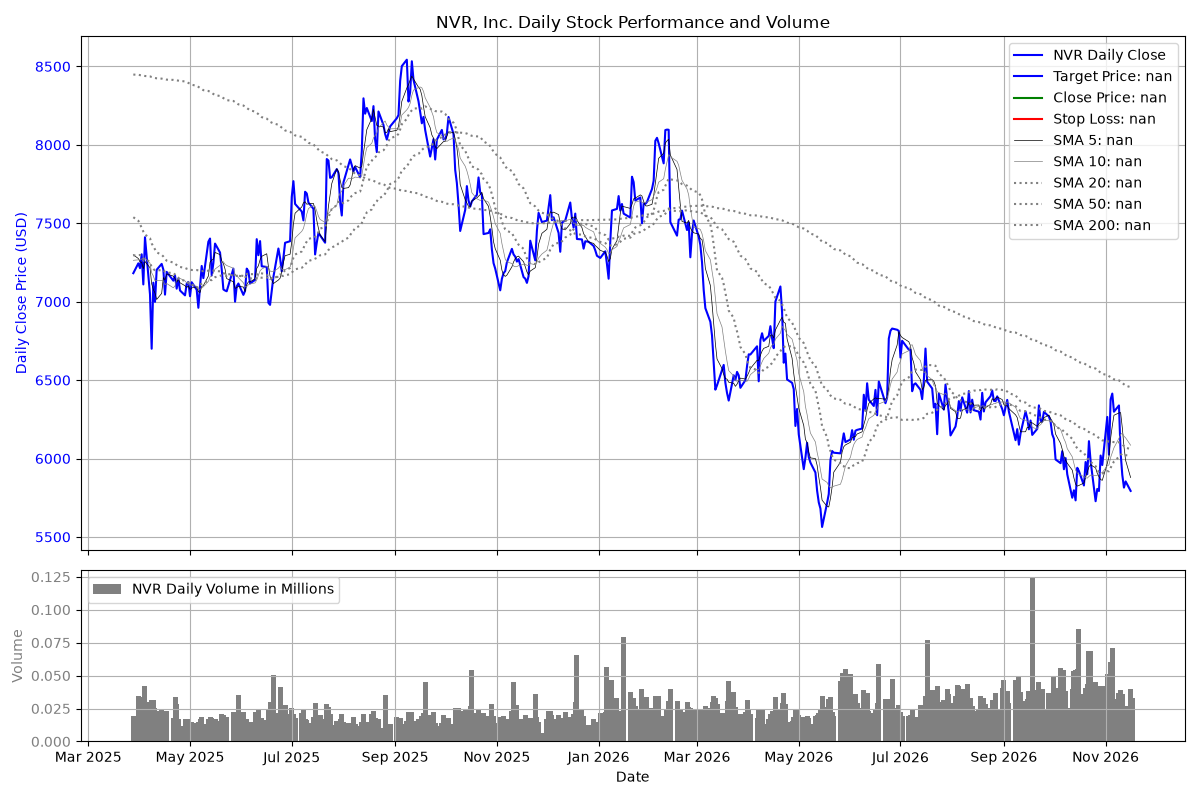 NVR, Inc. Daily Stock Performance and Volume
Daily Close Price (USD)
8500
8000
7500
7000
6500
6000
5500
NVR Daily Close
Target Price: nan
Close Price: nan
Stop Loss: nan
SMA 5: nan
SMA 10: nan
SMA 20: nan
SMA 50: nan
SMA 200: nan
Volume
0.125
0.100
0.075
0.050
0.025
0.000
NVR Daily Volume in Millions
Mar 2025 May 2025 Jul 2025 Sep 2025 Nov 2025 Jan 2026 Mar 2026 May 2026 Jul 2026 Sep 2026 Nov 2026
Date